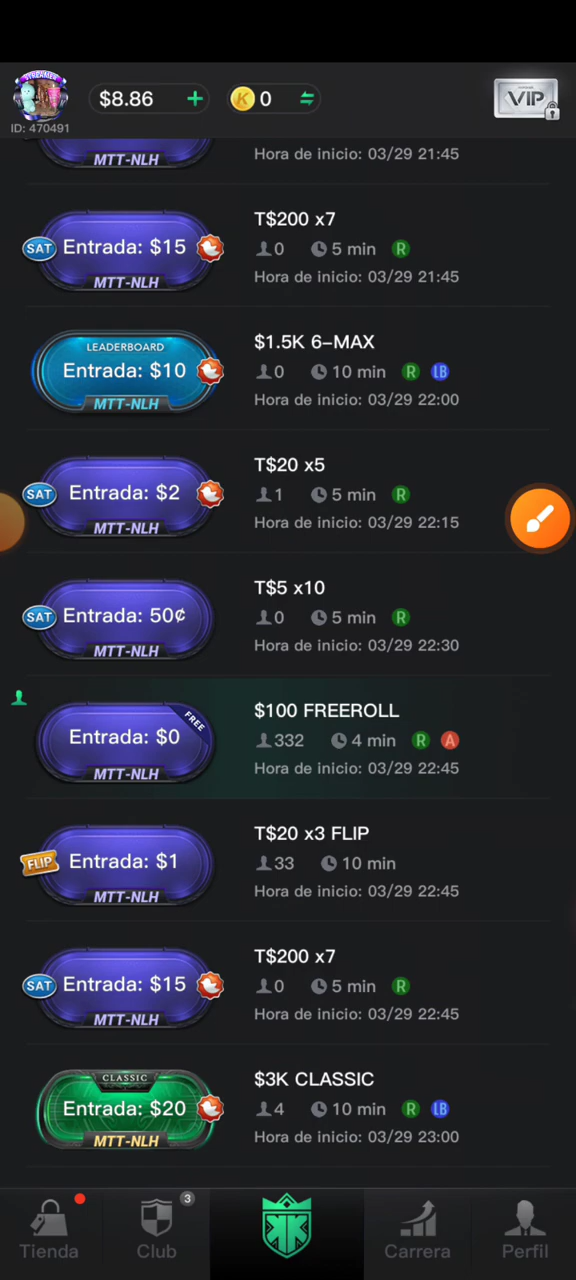 STREAMER
$8.86 +
K 0
VIP
ID: 470491
MTT-NLH
Hora de inicio: 03/29 21:45
T$200 x7
SAT
Entrada: $15
0 5 min R
MTT-NLH
Hora de inicio: 03/29 21:45
LEADERBOARD
$1.5K 6-MAX
Entrada: $10
0 10 min R LB
MTT-NLH
Hora de inicio: 03/29 22:00
T$20 x5
SAT
Entrada: $2
1 5 min R
MTT-NLH
Hora de inicio: 03/29 22:15
T$5 x10
SAT
Entrada: 50¢
0 5 min R
MTT-NLH
Hora de inicio: 03/29 22:30
$100 FREEROLL
FREE
Entrada: $0
332 4 min R A
MTT-NLH
Hora de inicio: 03/29 22:45
T$20 x3 FLIP
FLIP
Entrada: $1
33 10 min
MTT-NLH
Hora de inicio: 03/29 22:45
T$200 x7
SAT
Entrada: $15
0 5 min R
MTT-NLH
Hora de inicio: 03/29 22:45
CLASSIC
$3K CLASSIC
Entrada: $20
4 10 min R LB
MTT-NLH
Hora de inicio: 03/29 23:00
3
Tienda
Club
Carrera
Perfil